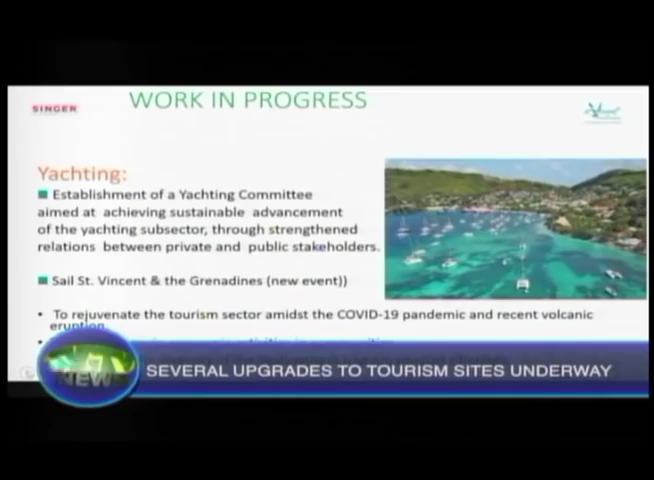 WORK IN PROGRESS
SINGER
Yachting:
Establishment of a Yachting Committee
aimed at achieving sustainable advancement
of the yachting subsector, through strengthened
relations between private and public stakeholders.
Sail St. Vincent & the Grenadines (new event))
• To rejuvenate the tourism sector amidst the COVID-19 pandemic and recent volcanic
eruption
NEWS
SEVERAL UPGRADES TO TOURISM SITES UNDERWAY